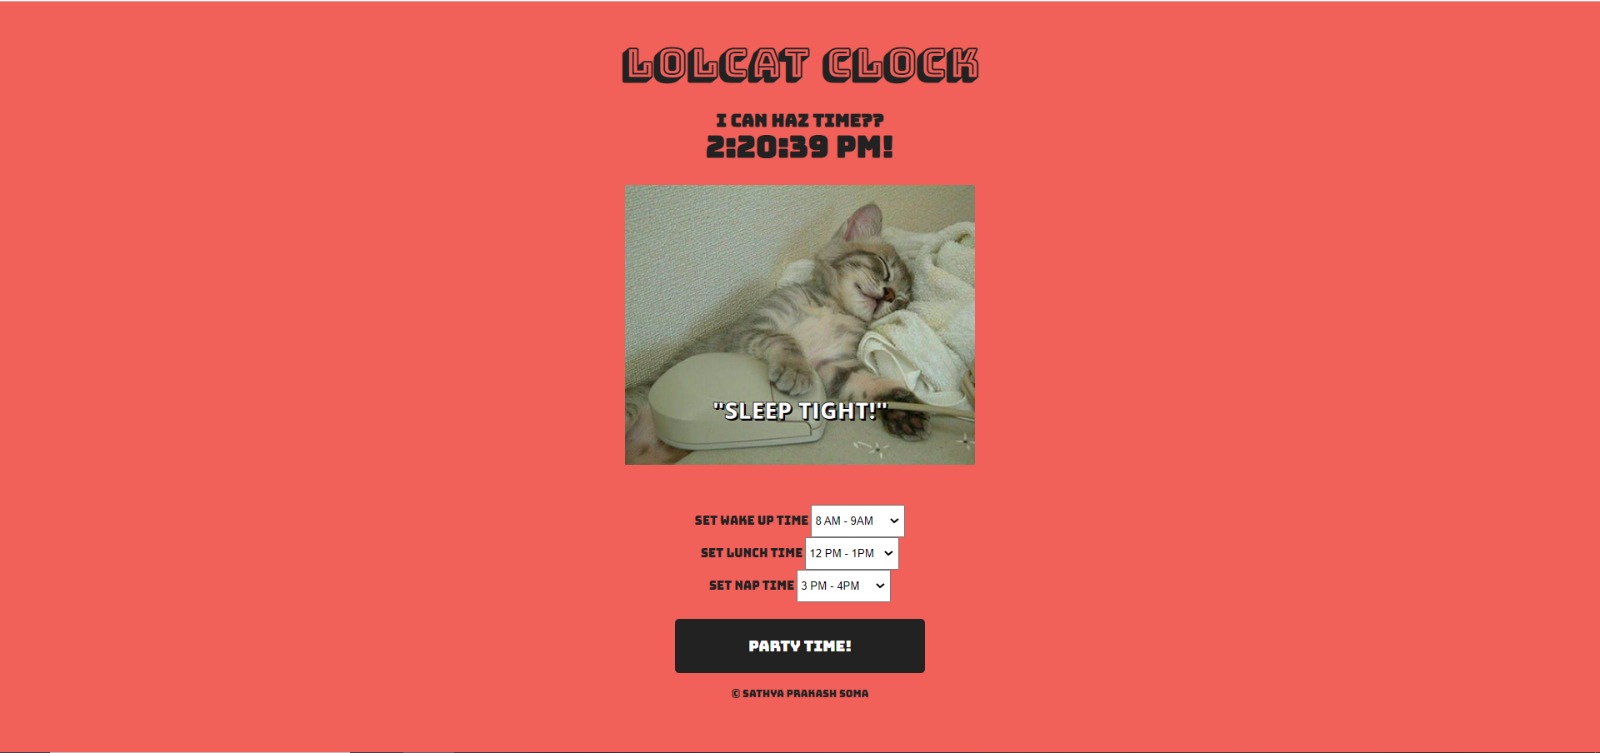 LOLCAT CLOCK
I CAN HAZ TIME??
2:20:39 PM!
"SLEEP TIGHT!"
SET WAKE UP TIME 8 AM - 9AM
SET LUNCH TIME 12 PM - 1PM
SET NAP TIME 3 PM - 4PM
PARTY TIME!
© SATHYA PRAKASH SOMA